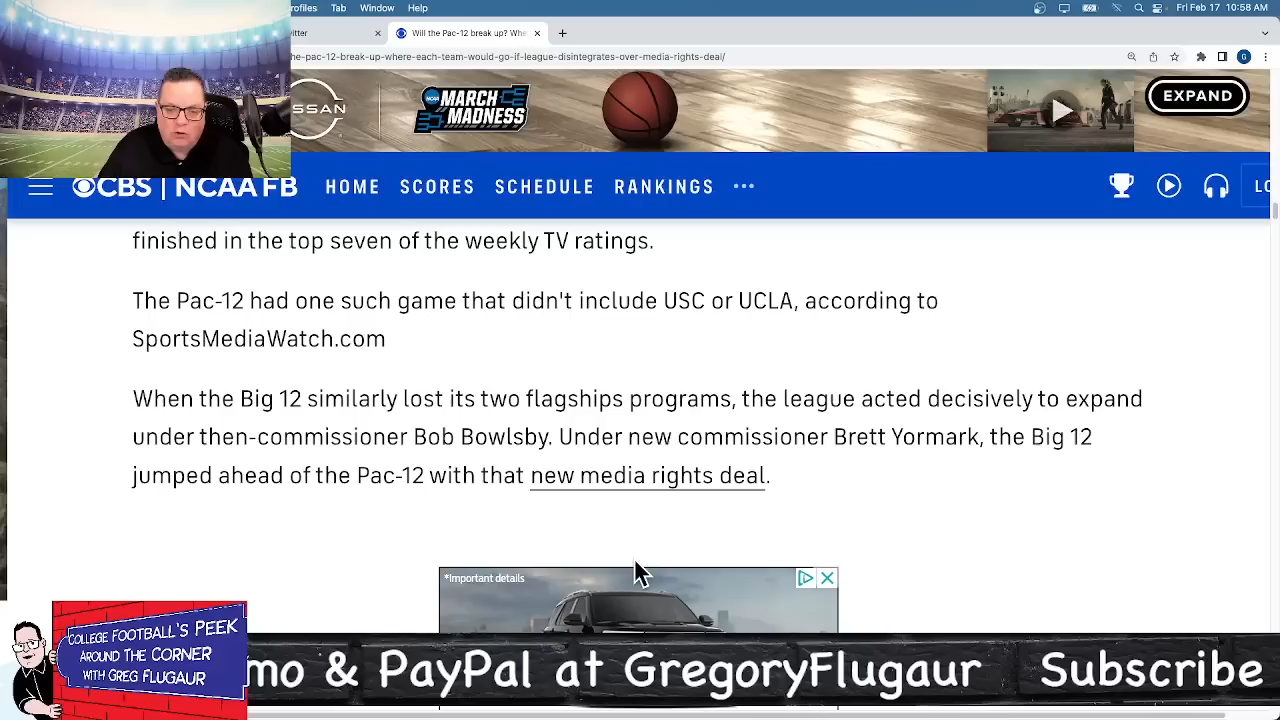 rofiles Tab Window Help
Fri Feb 17 10:58 AM
itter
Will the Pac-12 break up? Whe
he-pac-12-break-up-where-each-team-would-go-if-league-disintegrates-over-media-rights-deal/
G
SSAN
NCAA
MARCH
MADNESS
EXPAND
CBS | NCAA FB HOME SCORES SCHEDULE RANKINGS ••• LO
finished in the top seven of the weekly TV ratings.
The Pac-12 had one such game that didn't include USC or UCLA, according to
SportsMediaWatch.com
When the Big 12 similarly lost its two flagships programs, the league acted decisively to expand
under then-commissioner Bob Bowlsby. Under new commissioner Brett Yormark, the Big 12
jumped ahead of the Pac-12 with that new media rights deal.
*Important details
COLLEGE FOOTBALL'S PEEK
AROUND THE CORNER
WITH GREG FLUGAUR
mo & PayPal at GregoryFlugaur Subscribe